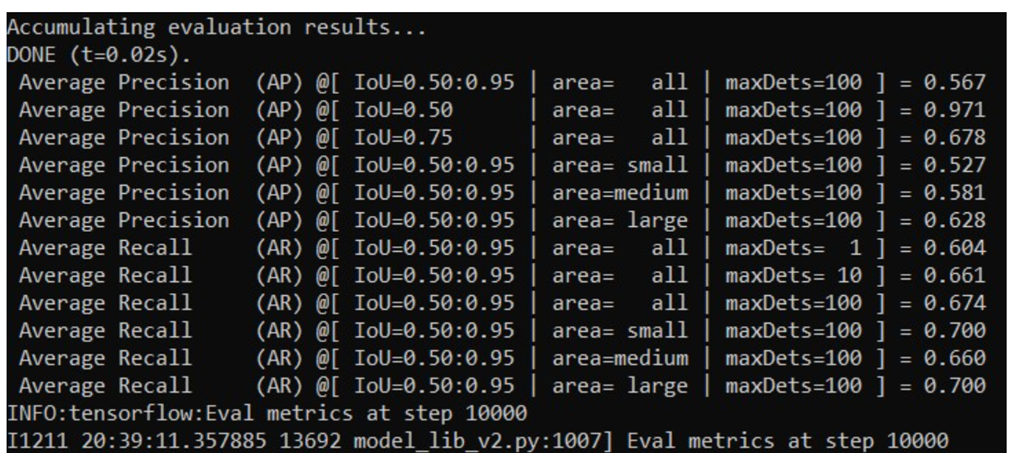 Accumulating evaluation results...
DONE (t=0.02s).
 Average Precision  (AP) @[ IoU=0.50:0.95 | area=   all | maxDets=100 ] = 0.567
 Average Precision  (AP) @[ IoU=0.50      | area=   all | maxDets=100 ] = 0.971
 Average Precision  (AP) @[ IoU=0.75      | area=   all | maxDets=100 ] = 0.678
 Average Precision  (AP) @[ IoU=0.50:0.95 | area= small | maxDets=100 ] = 0.527
 Average Precision  (AP) @[ IoU=0.50:0.95 | area=medium | maxDets=100 ] = 0.581
 Average Precision  (AP) @[ IoU=0.50:0.95 | area= large | maxDets=100 ] = 0.628
 Average Recall     (AR) @[ IoU=0.50:0.95 | area=   all | maxDets=  1 ] = 0.604
 Average Recall     (AR) @[ IoU=0.50:0.95 | area=   all | maxDets= 10 ] = 0.661
 Average Recall     (AR) @[ IoU=0.50:0.95 | area=   all | maxDets=100 ] = 0.674
 Average Recall     (AR) @[ IoU=0.50:0.95 | area= small | maxDets=100 ] = 0.700
 Average Recall     (AR) @[ IoU=0.50:0.95 | area=medium | maxDets=100 ] = 0.660
 Average Recall     (AR) @[ IoU=0.50:0.95 | area= large | maxDets=100 ] = 0.700
INFO:tensorflow:Eval metrics at step 10000
I1211 20:39:11.357885 13692 model_lib_v2.py:1007] Eval metrics at step 10000